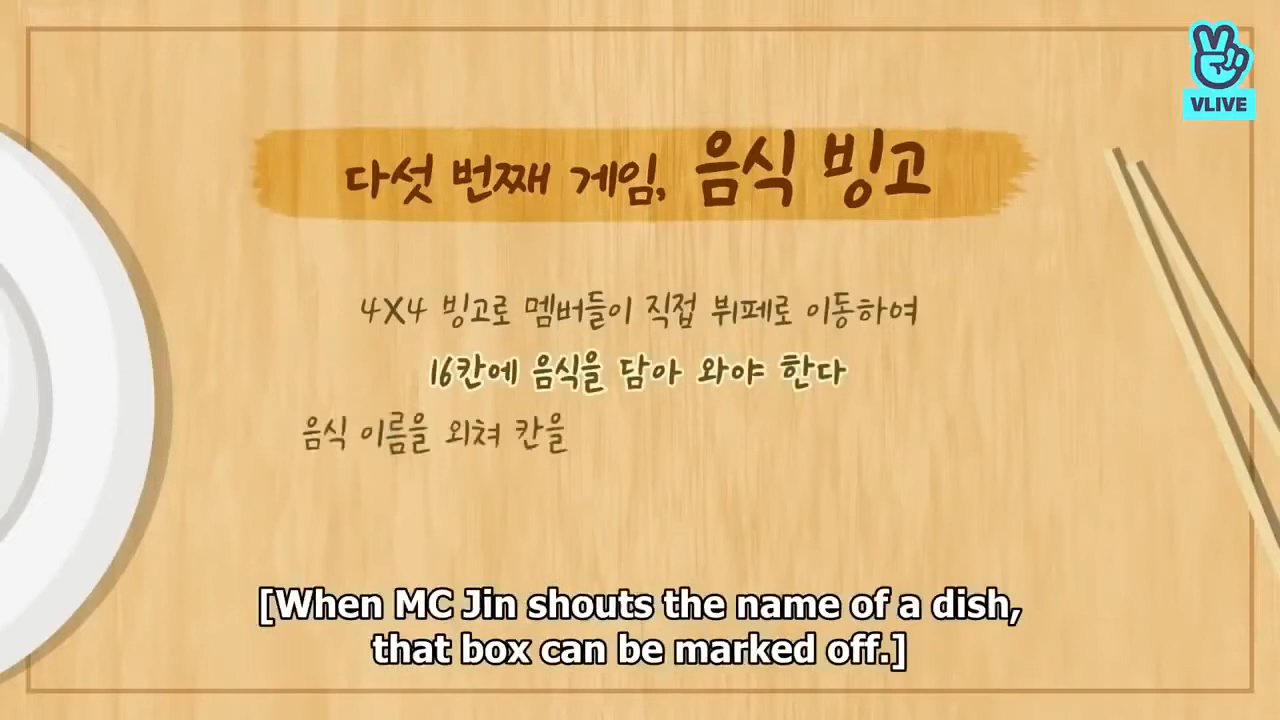 VLIVE
다섯 번째 게임, 음식 빙고
4X4 빙고로 멤버들이 직접 뷔페로 이동하여
16칸에 음식을 담아 와야 한다
음식 이름을 외쳐 칸을
[When MC Jin shouts the name of a dish,
that box can be marked off.]